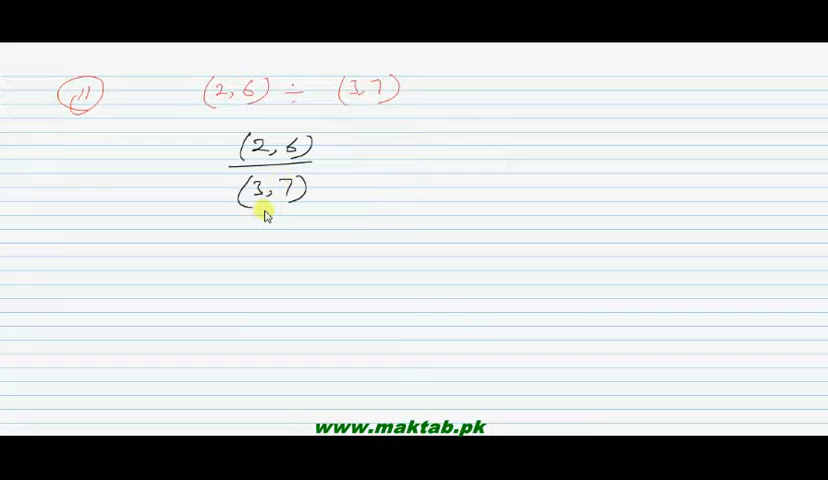 11 (2, 6) ÷ (3, 7)
(2, 6)
(3, 7)
www.maktab.pk